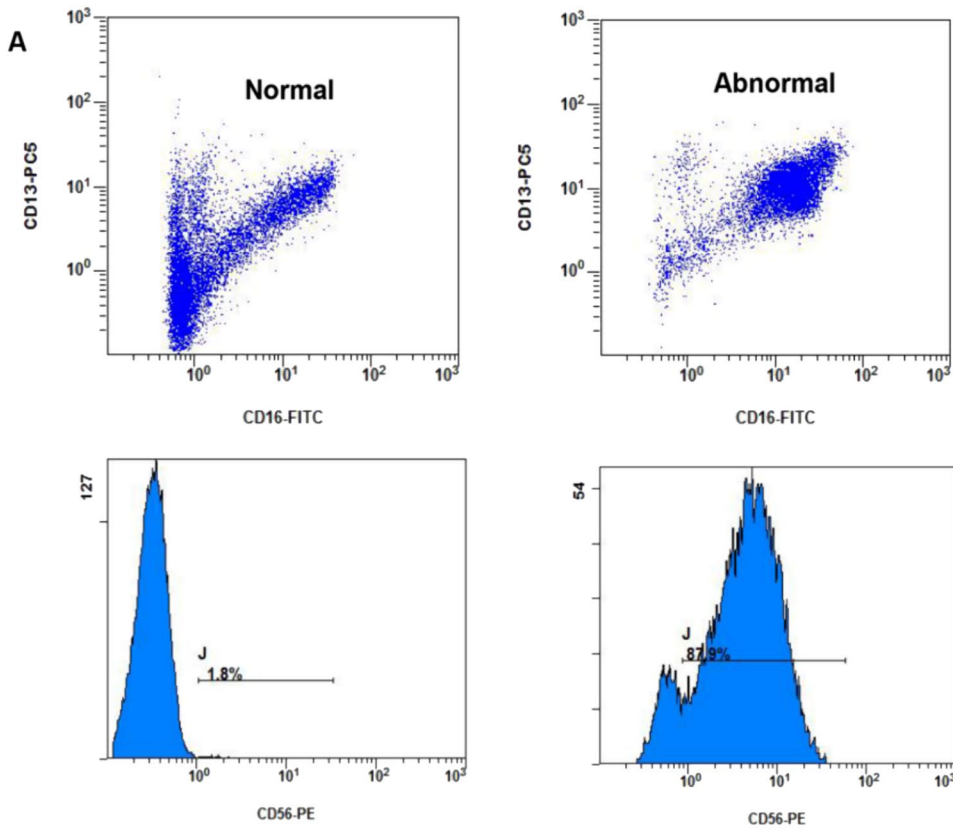 A
Normal
Abnormal
10³
10²
10¹
10⁰
CD13-PC5
10⁰ 10¹ 10² 10³
CD16-FITC
10³
10²
10¹
10⁰
CD13-PC5
10⁰ 10¹ 10² 10³
CD16-FITC
127
J
1.8%
10⁰ 10¹ 10² 10³
CD56-PE
54
J
87.9%
10⁰ 10¹ 10² 10³
CD56-PE